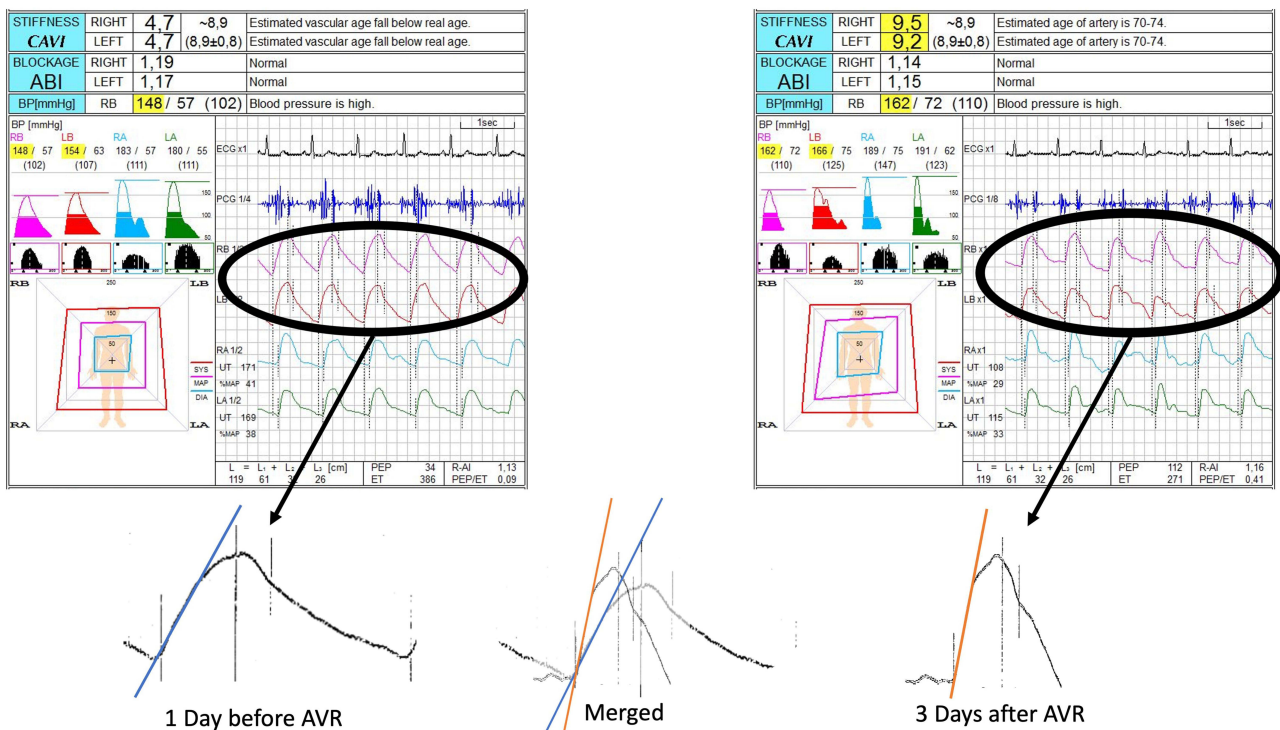 STIFFNESS RIGHT 4,7 ~8,9 Estimated vascular age fall below real age.
CAVI LEFT 4,7 (8,9±0,8) Estimated vascular age fall below real age.
BLOCKAGE RIGHT 1,19 Normal
ABI LEFT 1,17 Normal
BP[mmHg] RB 148/ 57 (102) Blood pressure is high.
BP [mmHg]
RB LB RA LA
148 / 57 154 / 63 183 / 57 180 / 55
(102) (107) (111) (111)
150
100
50
1sec
ECG x1
PCG 1/4
RB 1/2
RA 1/2
UT 171
%MAP 41
LA 1/2
UT 169
%MAP 38
RB LB
250
150
50
SYS
MAP
DIA
RA LA
L = L₁ + L₂ + L₃ [cm] PEP 34 R-AI 1,13
119 61 26 ET 386 PEP/ET 0,09
STIFFNESS RIGHT 9,5 ~8,9 Estimated age of artery is 70-74.
CAVI LEFT 9,2 (8,9±0,8) Estimated age of artery is 70-74.
BLOCKAGE RIGHT 1,14 Normal
ABI LEFT 1,15 Normal
BP[mmHg] RB 162/ 72 (110) Blood pressure is high.
BP [mmHg]
RB LB RA LA
162 / 72 166 / 75 189 / 75 191 / 62
(110) (125) (147) (123)
150
100
50
1sec
ECG x1
PCG 1/8
RB x1
LB x1
RA x1
UT 108
%MAP 29
LA x1
UT 115
%MAP 33
RB LB
250
150
50
SYS
MAP
DIA
RA LA
L = L₁ + L₂ + L₃ [cm] PEP 112 R-AI 1,16
119 61 32 26 ET 271 PEP/ET 0,41
1 Day before AVR
Merged
3 Days after AVR